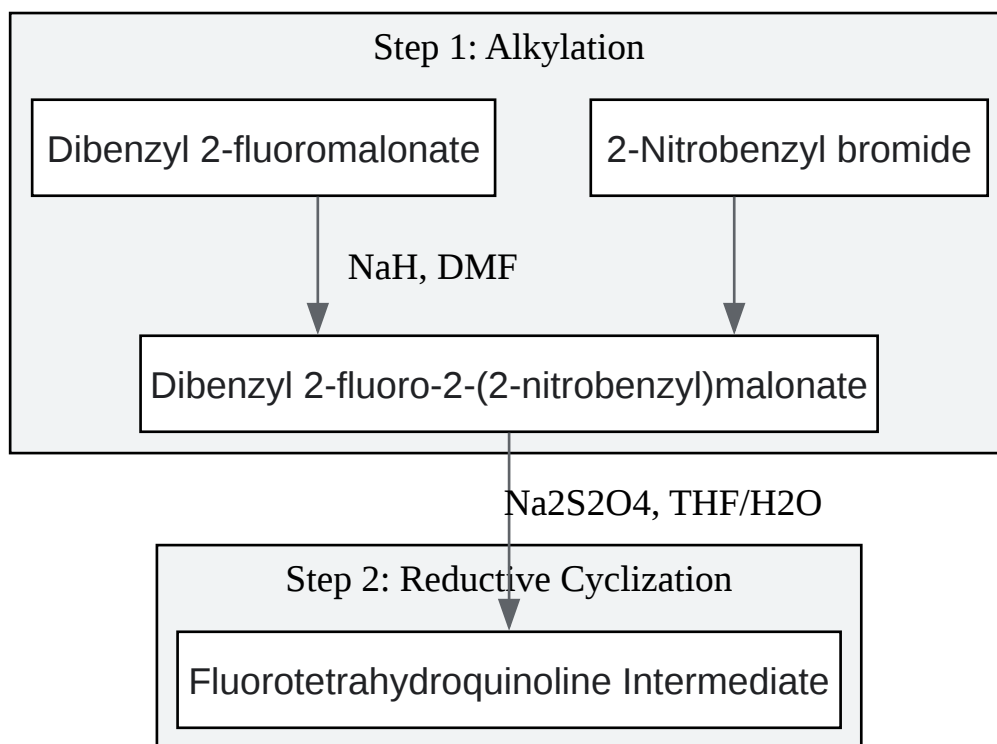 Step 1: Alkylation
Dibenzyl 2-fluoromalonate
2-Nitrobenzyl bromide
NaH, DMF
Dibenzyl 2-fluoro-2-(2-nitrobenzyl)malonate
Na2S2O4, THF/H2O
Step 2: Reductive Cyclization
Fluorotetrahydroquinoline Intermediate